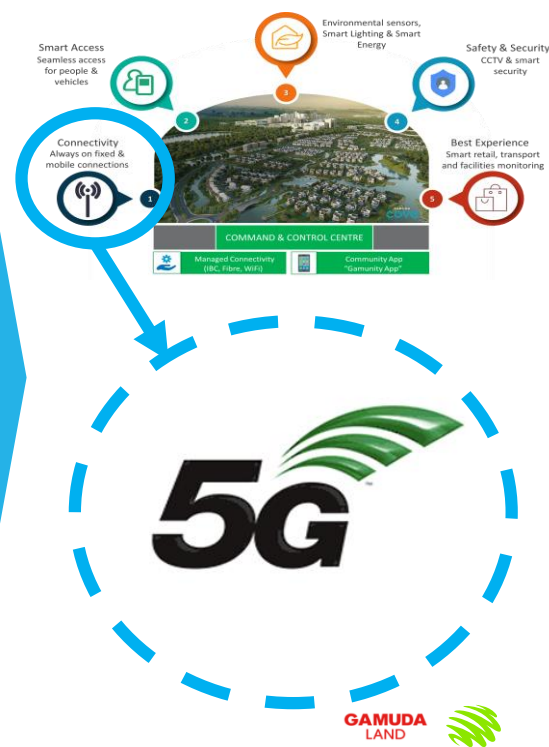 Environmental sensors,
Smart Lighting & Smart
Energy
Smart Access
Seamless access
for people &
vehicles
Safety & Security
CCTV & smart
security
3
2
4
Connectivity
Always on fixed &
mobile connections
Best Experience
Smart retail, transport
and facilities monitoring
1
5
cove
COMMAND & CONTROL CENTRE
Managed Connectivity
(IBC, Fibre, WiFi)
Community App
"Gamunity App"
5G
TM
GAMUDA
LAND